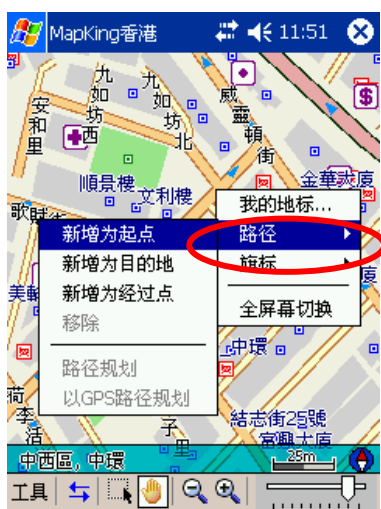 MapKing香港 11:51
九如坊
九如坊北
安和里
西
威靈頓街
$
順景樓
文利樓
金華大廈
歌賦
我的地标...
路径
旗标
全屏幕切换
新增为起点
新增为目的地
新增为经过点
移除
路径规划
以GPS路径规划
美輪
廈
中環
荷李活
子里
結志街25號
富興大廈
中西區, 中環
25m
工具